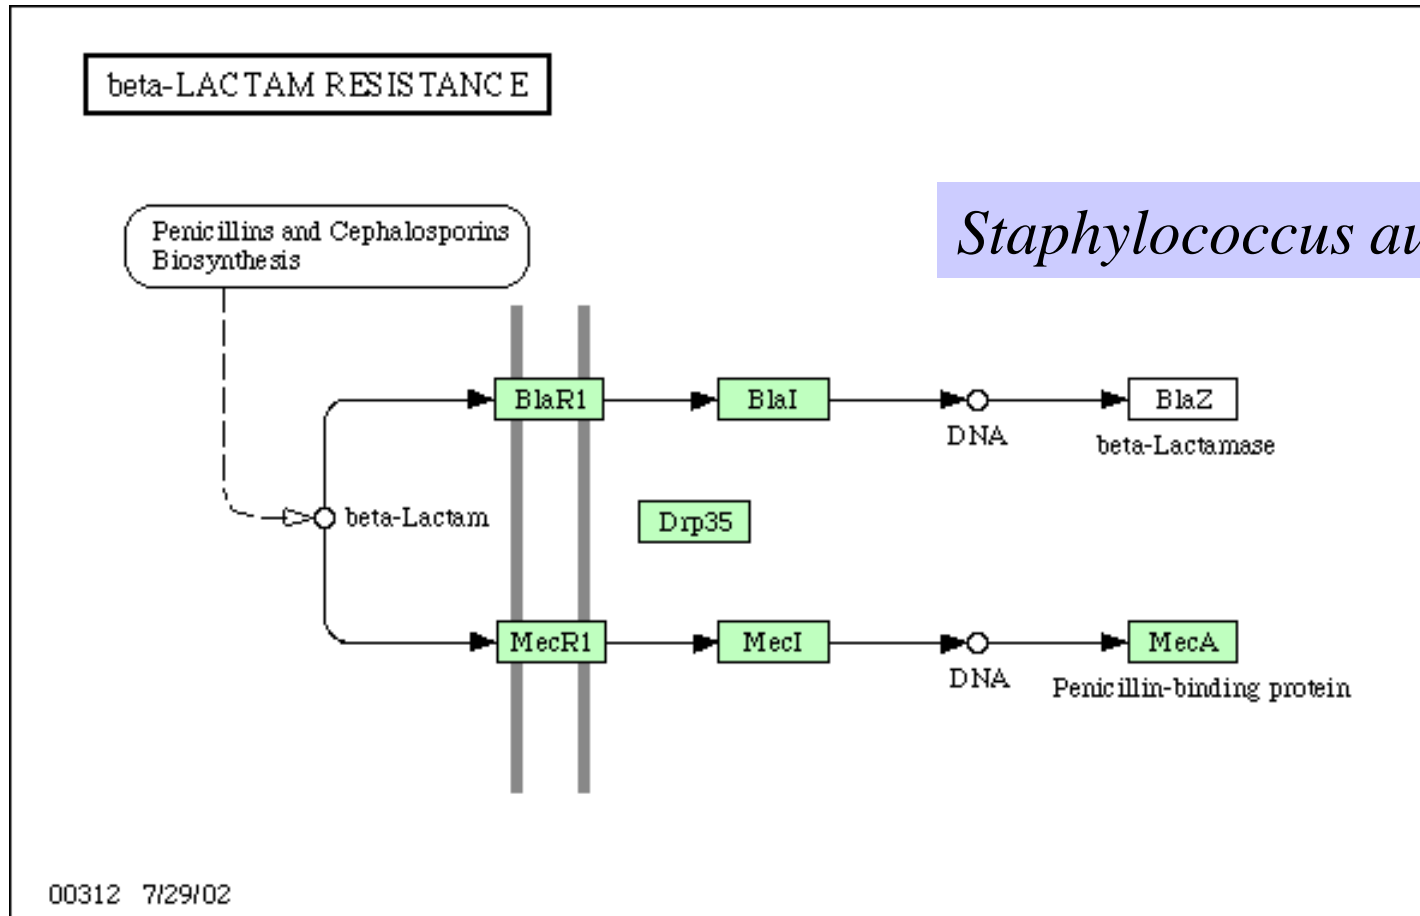 beta-LACTAM RESISTANCE
Penicillins and Cephalosporins
Biosynthesis
Staphylococcus au
BlaR1
BlaI
DNA
BlaZ
beta-Lactamase
beta-Lactam
Drp35
MecR1
MecI
DNA
MecA
Penicillin-binding protein
00312 7/29/02